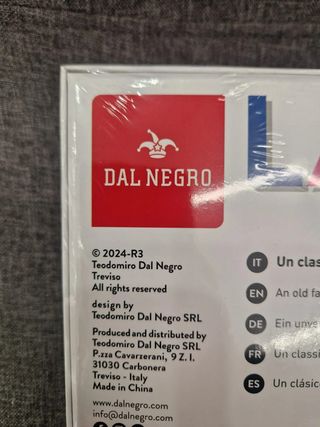 DAL NEGRO
© 2024-R3
Teodomiro Dal Negro
Treviso
All rights reserved
design by
Teodomiro Dal Negro SRL
Produced and distributed by
Teodomiro Dal Negro SRL
P.zza Cavarzerani, 9 Z. I.
31030 Carbonera
Treviso - Italy
Made in China
www.dalnegro.com
info@dalnegro.com
IT Un clas
EN An old fa
DE Ein unve
FR Un classi
ES Un clásic